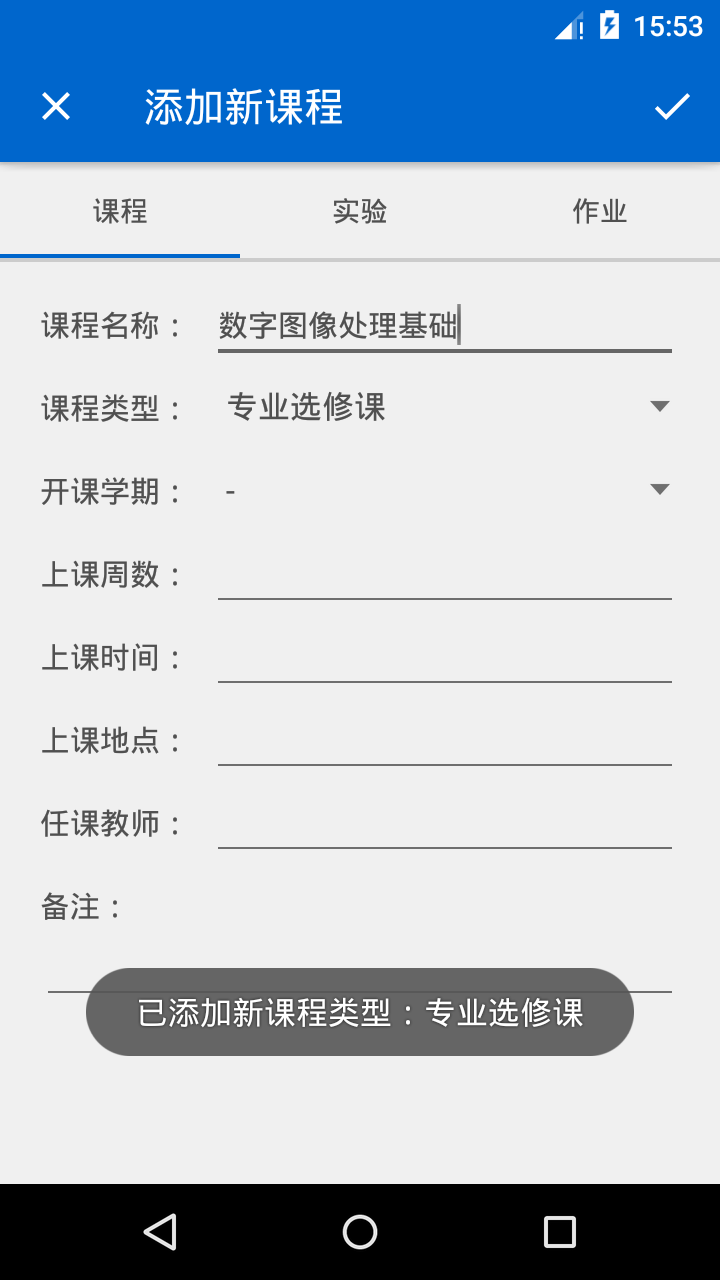 15:53
添加新课程
课程 实验 作业
课程名称： 数字图像处理基础
课程类型： 专业选修课
开课学期： -
上课周数：
上课时间：
上课地点：
任课教师：
备注：
已添加新课程类型：专业选修课